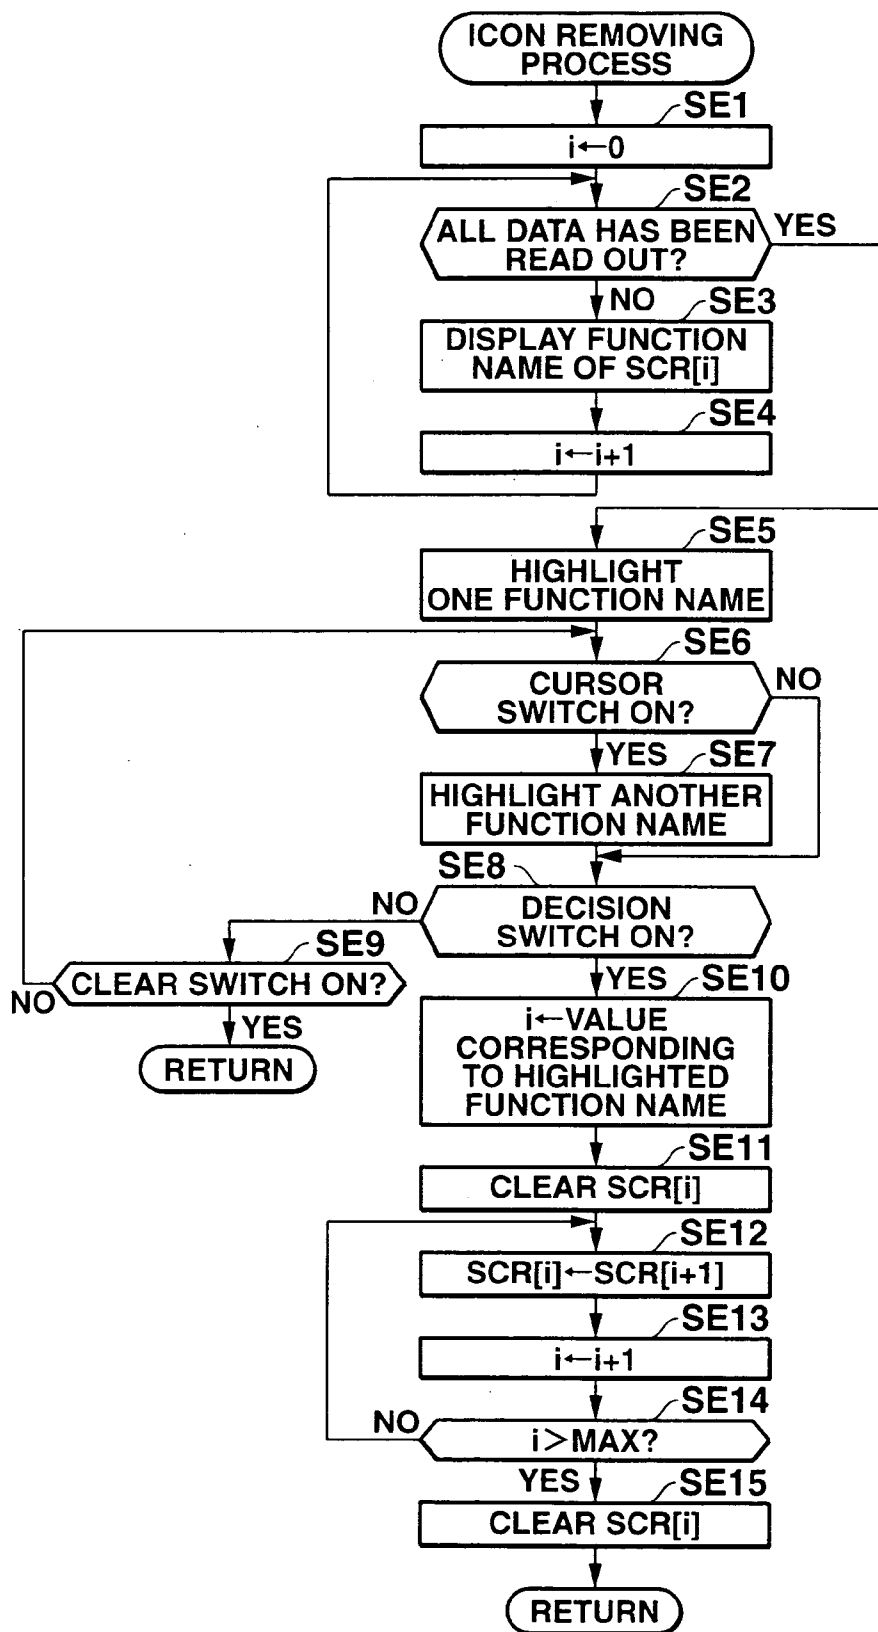 ICON REMOVING
PROCESS
SE1
i←0
SE2
ALL DATA HAS BEEN
READ OUT?
YES
NO
SE3
DISPLAY FUNCTION
NAME OF SCR[i]
SE4
i←i+1
SE5
HIGHLIGHT
ONE FUNCTION NAME
SE6
CURSOR
SWITCH ON?
NO
YES
SE7
HIGHLIGHT ANOTHER
FUNCTION NAME
SE8
DECISION
SWITCH ON?
NO
SE9
CLEAR SWITCH ON?
NO
YES
RETURN
YES
SE10
i←VALUE
CORRESPONDING
TO HIGHLIGHTED
FUNCTION NAME
SE11
CLEAR SCR[i]
SE12
SCR[i]←SCR[i+1]
SE13
i←i+1
SE14
i>MAX?
NO
YES
SE15
CLEAR SCR[i]
RETURN